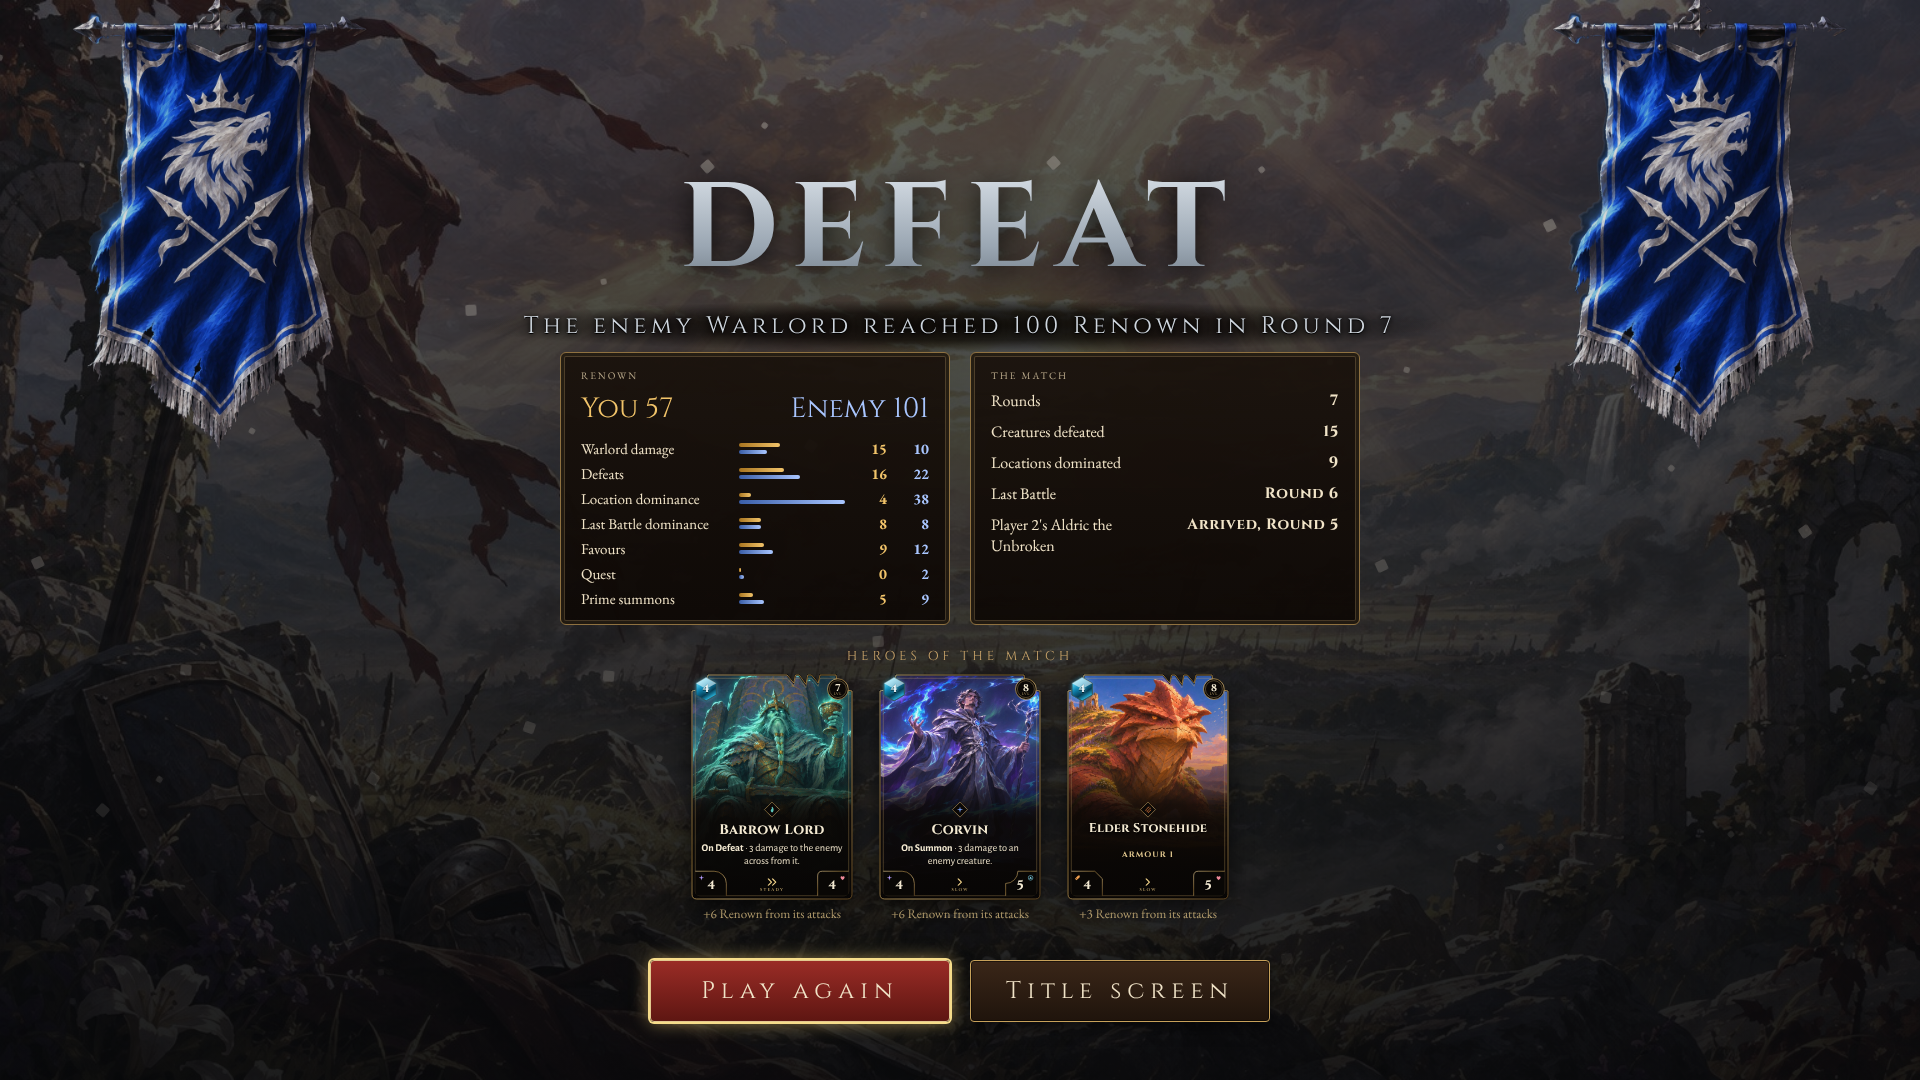 DEFEAT
The enemy Warlord reached 100 Renown in Round 7
RENOWN
You 57 Enemy 101
Warlord damage 15 10
Defeats 16 22
Location dominance 4 38
Last Battle dominance 8 8
Favours 9 12
Quest 0 2
Prime summons 5 9
THE MATCH
Rounds 7
Creatures defeated 15
Locations dominated 9
Last Battle Round 6
Player 2's Aldric the Unbroken Arrived, Round 5
HEROES OF THE MATCH
4 7
Barrow Lord
On Defeat · 3 damage to the enemy
across from it.
4 STEADY 4
+6 Renown from its attacks
4 8
Corvin
On Summon · 3 damage to an
enemy creature.
4 SLOW 5
+6 Renown from its attacks
4 8
Elder Stonehide
ARMOUR 1
4 SLOW 5
+3 Renown from its attacks
Play again
Title screen